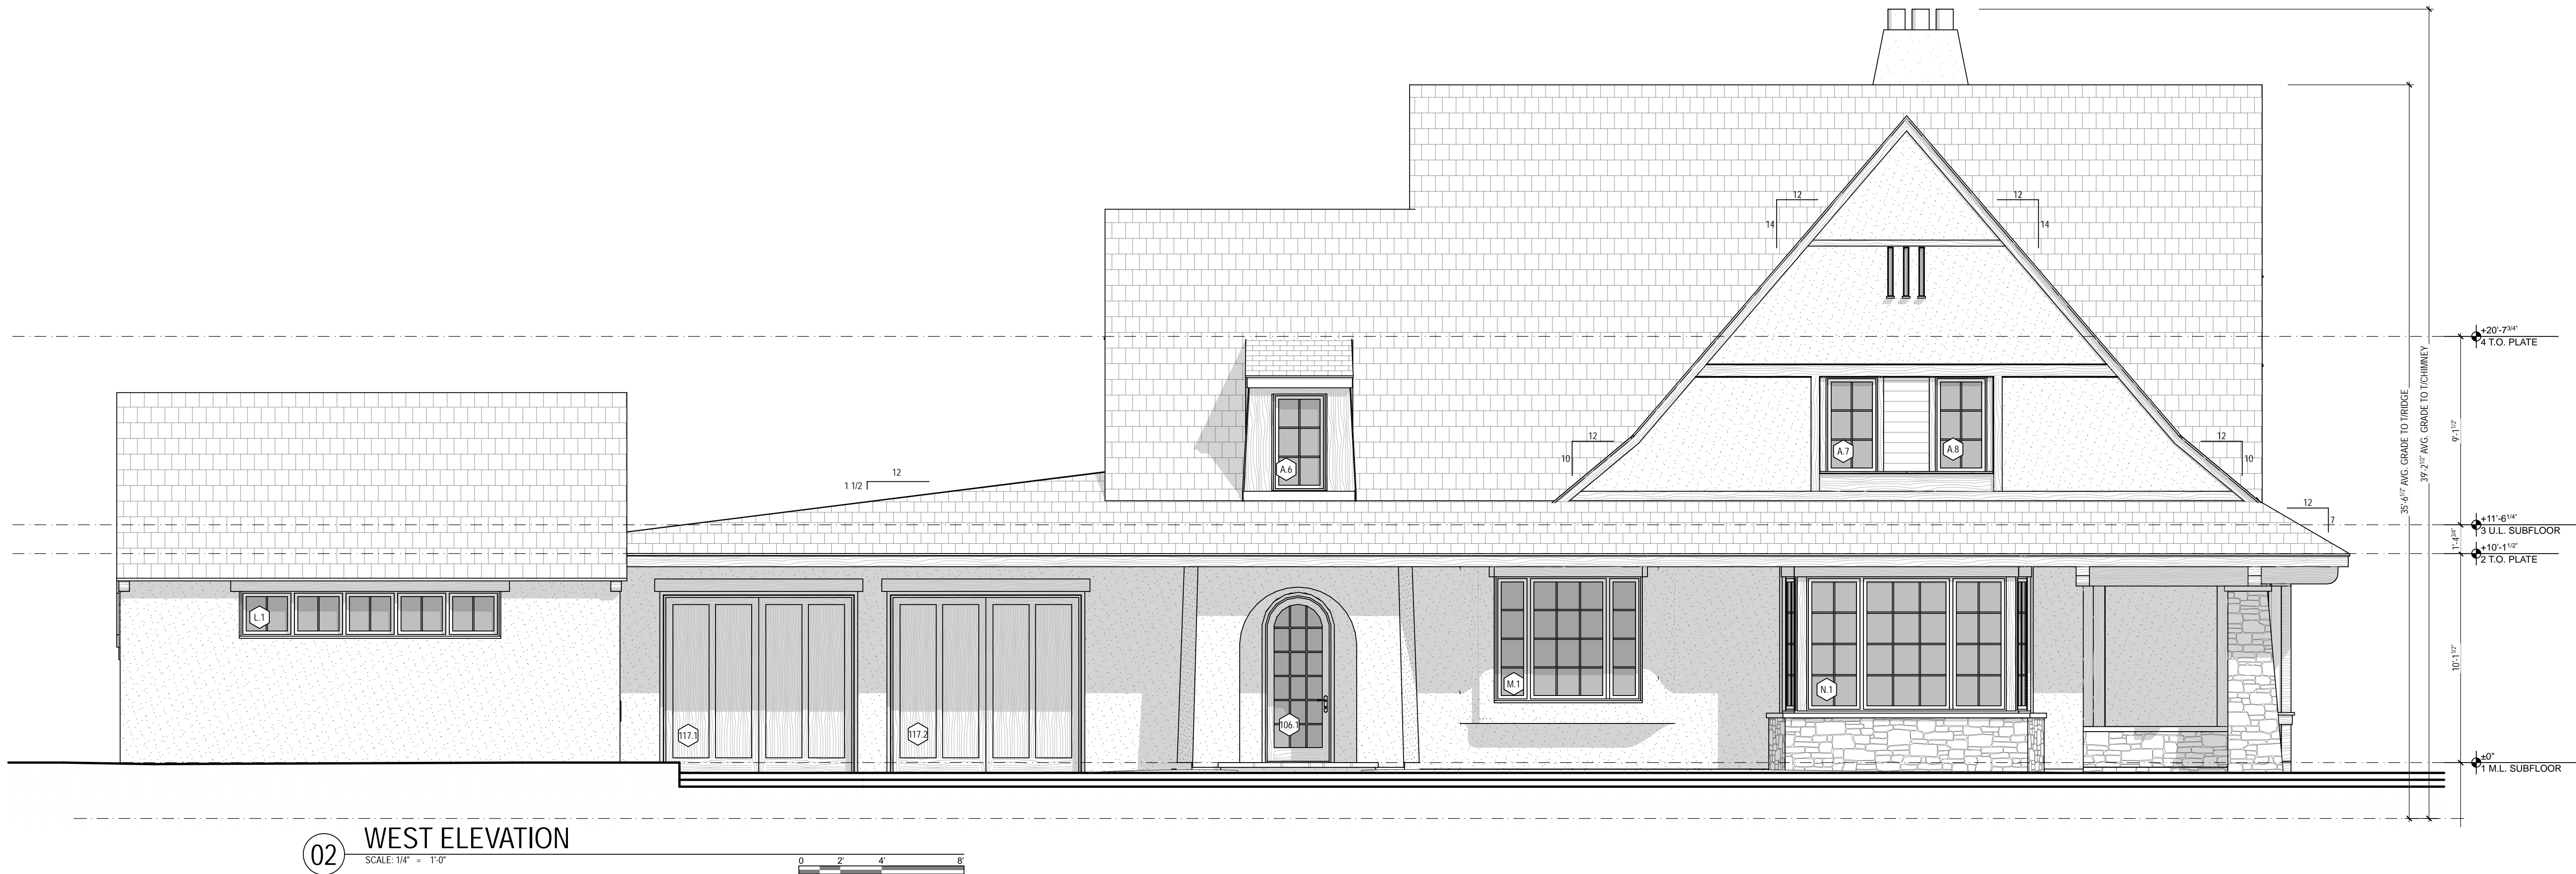 12
14
12
14
+20'-7 3/4"
4 T.O. PLATE
35'-6 1/2" AVG. GRADE TO T/RIDGE
39'-2 1/2" AVG. GRADE TO T/CHIMNEY
9'-1 1/2"
12
10
12
10
A.6
A.7
A.8
12
1 1/2
12
7
+11'-6 1/4"
3 U.L. SUBFLOOR
1'-4 3/4"
+10'-1 1/2"
2 T.O. PLATE
L.1
M.1
N.1
10'-1 1/2"
117.1
117.2
106.1
±0"
1 M.L. SUBFLOOR
02
WEST ELEVATION
SCALE: 1/4" = 1'-0"
0 2' 4' 8'